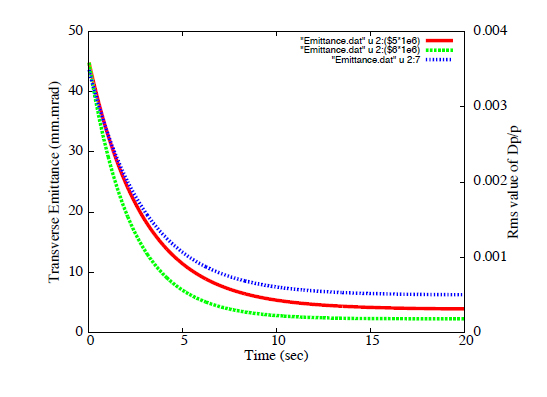 "Emittance.dat" u 2:($5*1e6)
"Emittance.dat" u 2:($6*1e6)
"Emittance.dat" u 2:7
50
40
30
20
10
0
Transverse Emittance (mm.mrad)
0.004
0.003
0.002
0.001
0
Rms value of Dp/p
0 5 10 15 20
Time (sec)